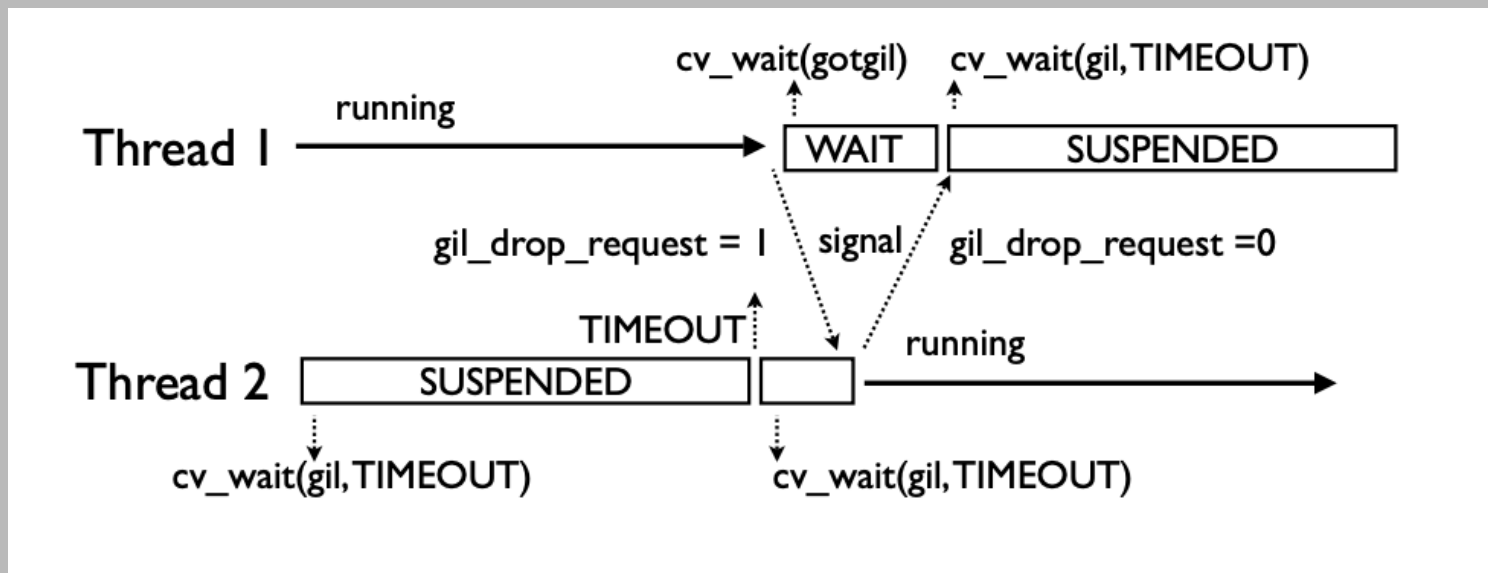 cv_wait(gotgil) cv_wait(gil,TIMEOUT)
running
Thread 1 WAIT SUSPENDED
gil_drop_request = 1 signal gil_drop_request =0
TIMEOUT running
Thread 2 SUSPENDED
cv_wait(gil,TIMEOUT) cv_wait(gil,TIMEOUT)